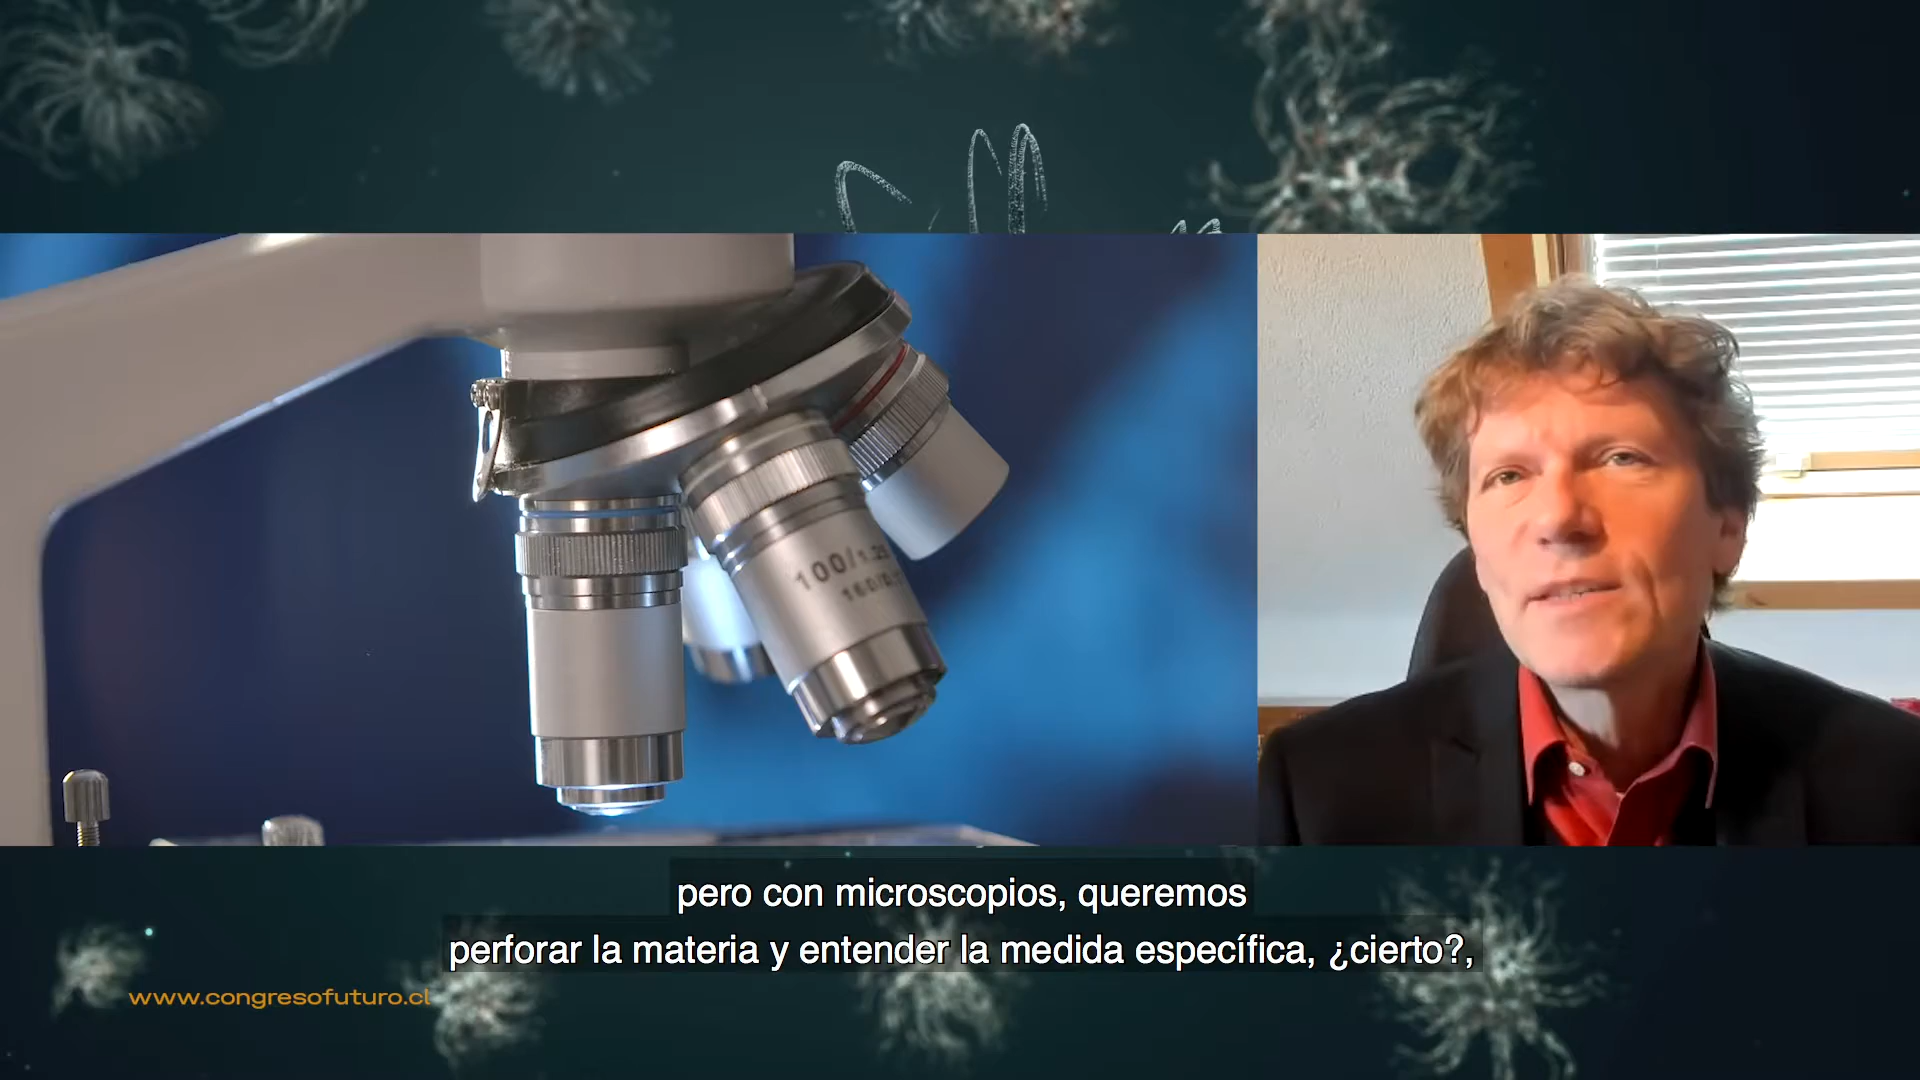 100/1.25
pero con microscopios, queremos
perforar la materia y entender la medida específica, ¿cierto?,
www.congresofuturo.cl